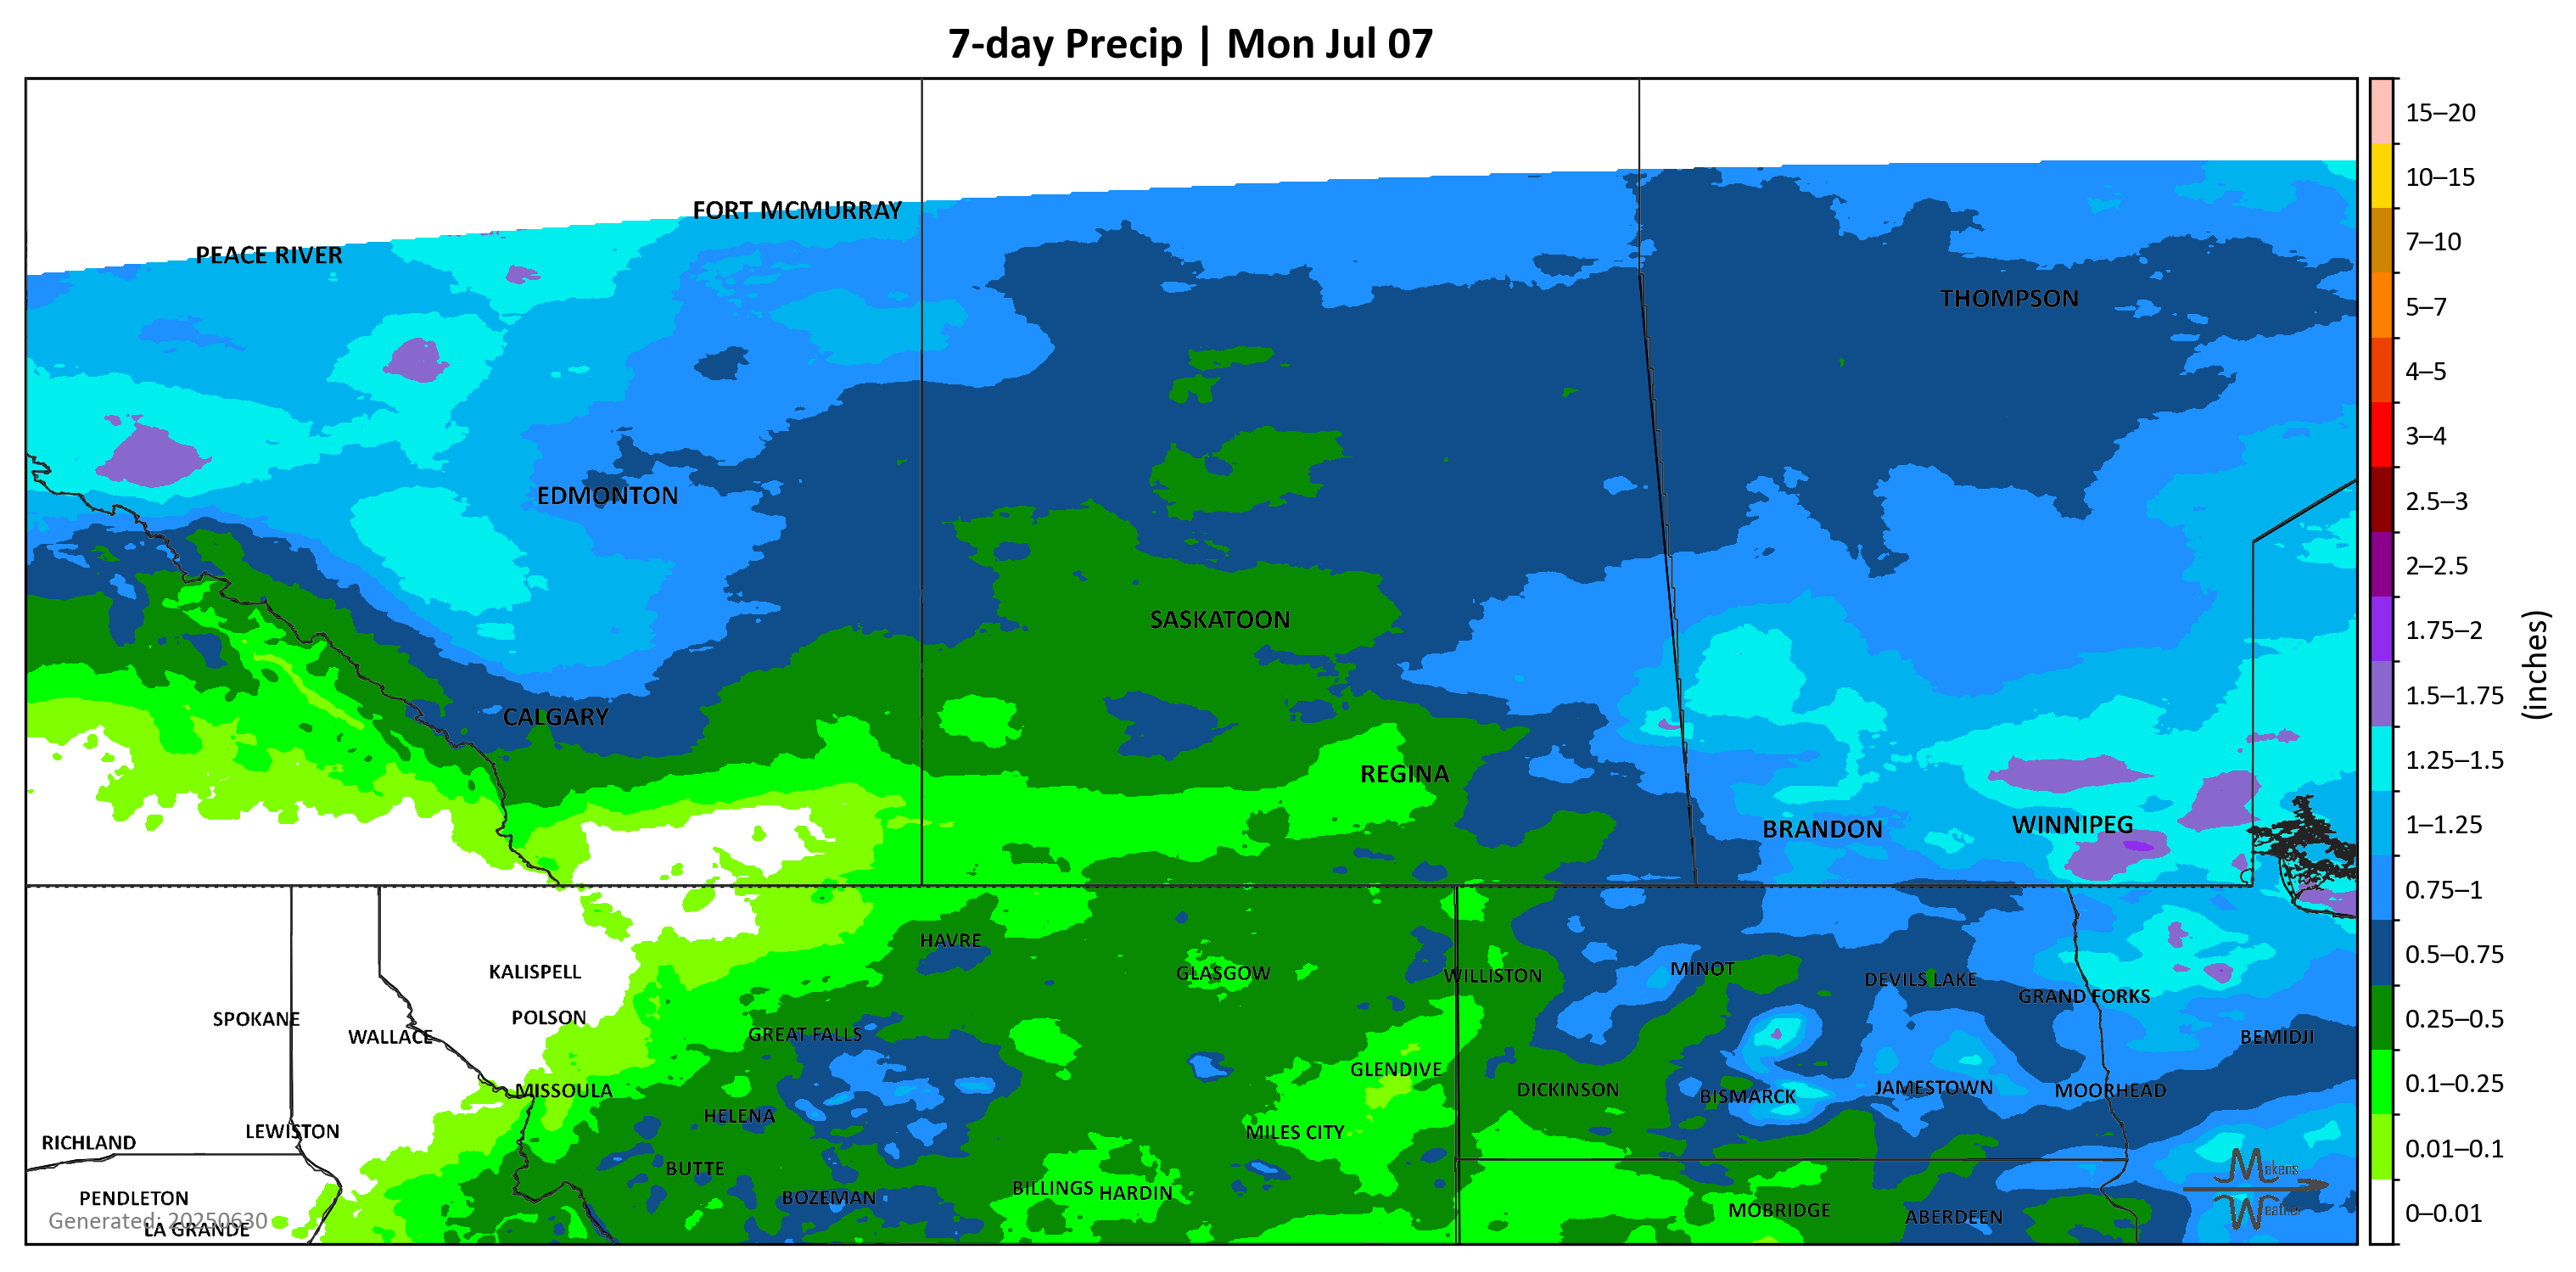 7-day Precip | Mon Jul 07
15–20
10–15
7–10
5–7
4–5
3–4
2.5–3
2–2.5
1.75–2
1.5–1.75
1.25–1.5
1–1.25
0.75–1
0.5–0.75
0.25–0.5
0.1–0.25
0.01–0.1
0–0.01
(inches)
FORT MCMURRAY
PEACE RIVER
THOMPSON
EDMONTON
SASKATOON
CALGARY
REGINA
BRANDON
WINNIPEG
HAVRE
KALISPELL
GLASGOW
WILLISTON
MINOT
DEVILS LAKE
GRAND FORKS
SPOKANE
POLSON
WALLACE
GREAT FALLS
BEMIDJI
GLENDIVE
MISSOULA
DICKINSON
BISMARCK
JAMESTOWN
MOORHEAD
HELENA
LEWISTON
MILES CITY
RICHLAND
BUTTE
BILLINGS
HARDIN
PENDLETON
BOZEMAN
MOBRIDGE
ABERDEEN
Generated: 20250630
LA GRANDE
Makens
Weather